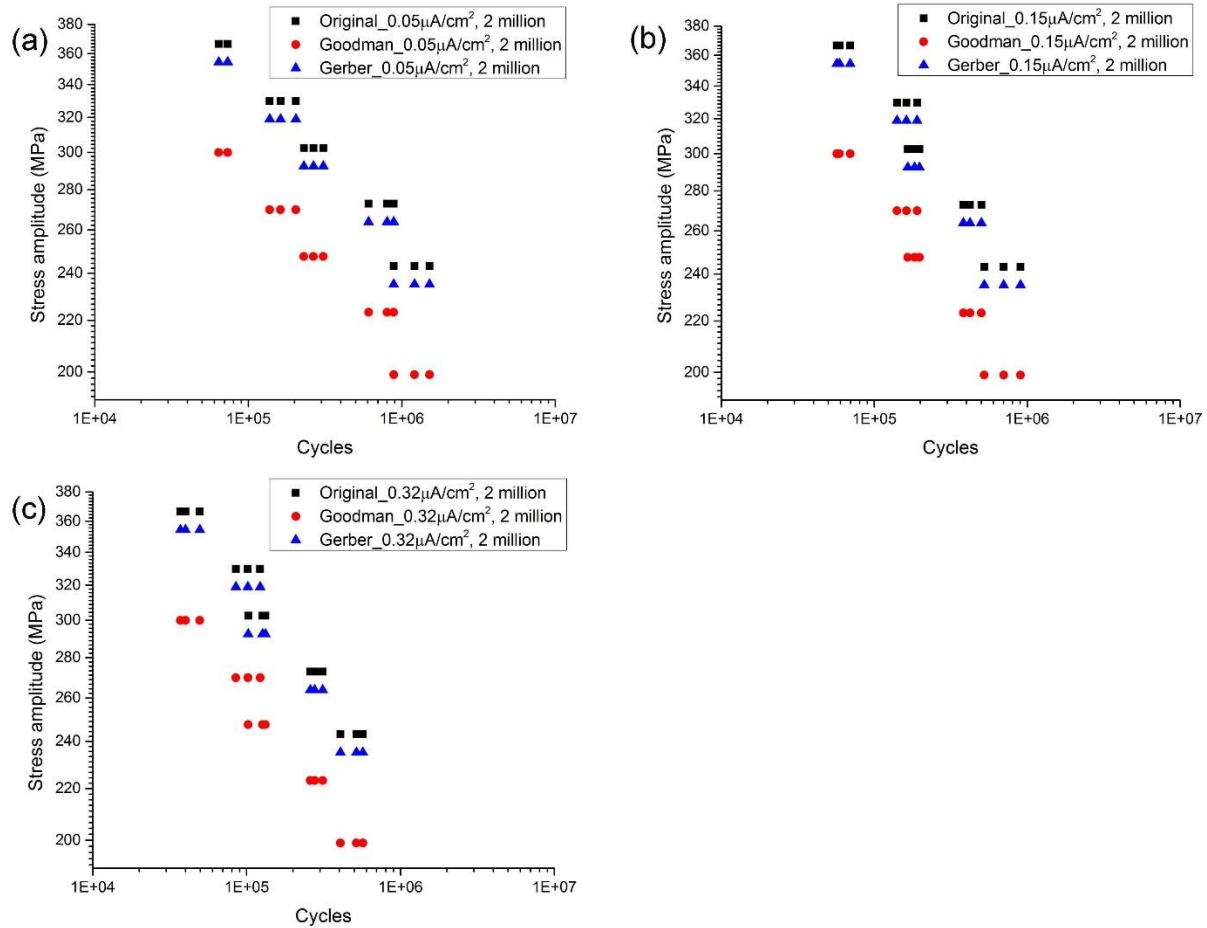 (a)
Original_0.05μA/cm², 2 million
Goodman_0.05μA/cm², 2 million
Gerber_0.05μA/cm², 2 million
Stress amplitude (MPa)
380
360
340
320
300
280
260
240
220
200
1E+04 1E+05 1E+06 1E+07
Cycles
(b)
Original_0.15μA/cm², 2 million
Goodman_0.15μA/cm², 2 million
Gerber_0.15μA/cm², 2 million
Stress amplitude (MPa)
380
360
340
320
300
280
260
240
220
200
1E+04 1E+05 1E+06 1E+07
Cycles
(c)
Original_0.32μA/cm², 2 million
Goodman_0.32μA/cm², 2 million
Gerber_0.32μA/cm², 2 million
Stress amplitude (MPa)
380
360
340
320
300
280
260
240
220
200
1E+04 1E+05 1E+06 1E+07
Cycles